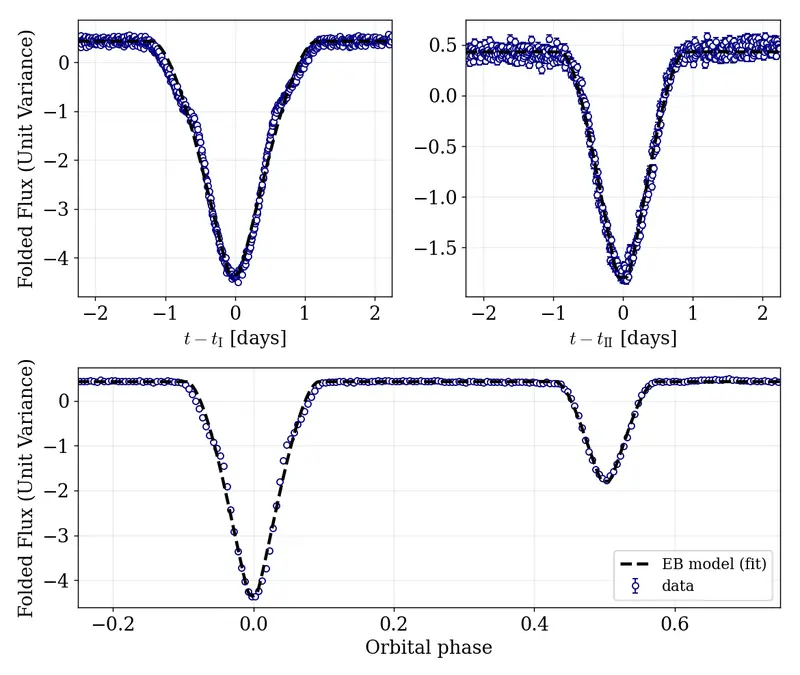 Folded Flux (Unit Variance)
0
−1
−2
−3
−4
−2 −1 0 1 2
t − t_I [days]
0.5
0.0
−0.5
−1.0
−1.5
−2 −1 0 1 2
t − t_II [days]
Folded Flux (Unit Variance)
0
−1
−2
−3
−4
−0.2 0.0 0.2 0.4 0.6
Orbital phase
EB model (fit)
data